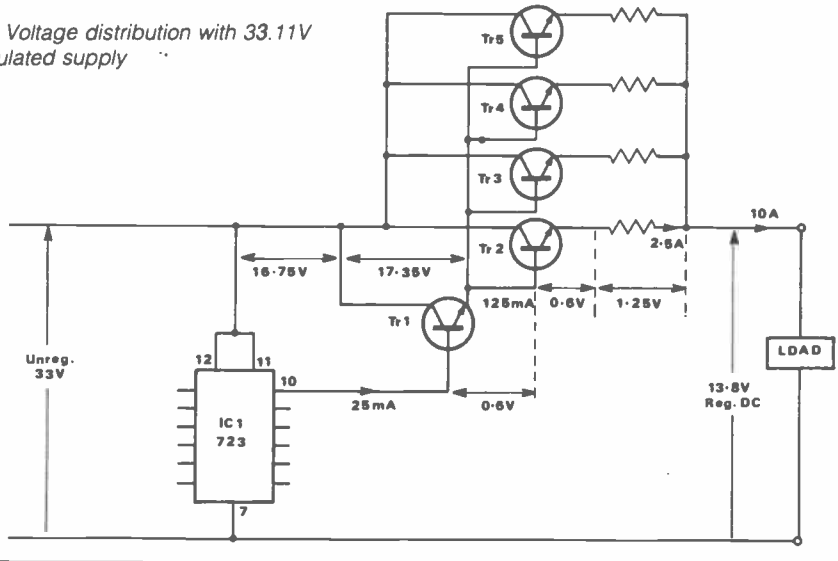 Voltage distribution with 33.11V
ulated supply
Tr5
Tr4
Tr3
Tr2
10A
2·5A
16·75V
17·35V
125mA
0·6V
1·25V
Tr1
Unreg.
33V
12
11
10
25mA
0·6V
LOAD
13·8V
Reg. DC
IC1
723
7